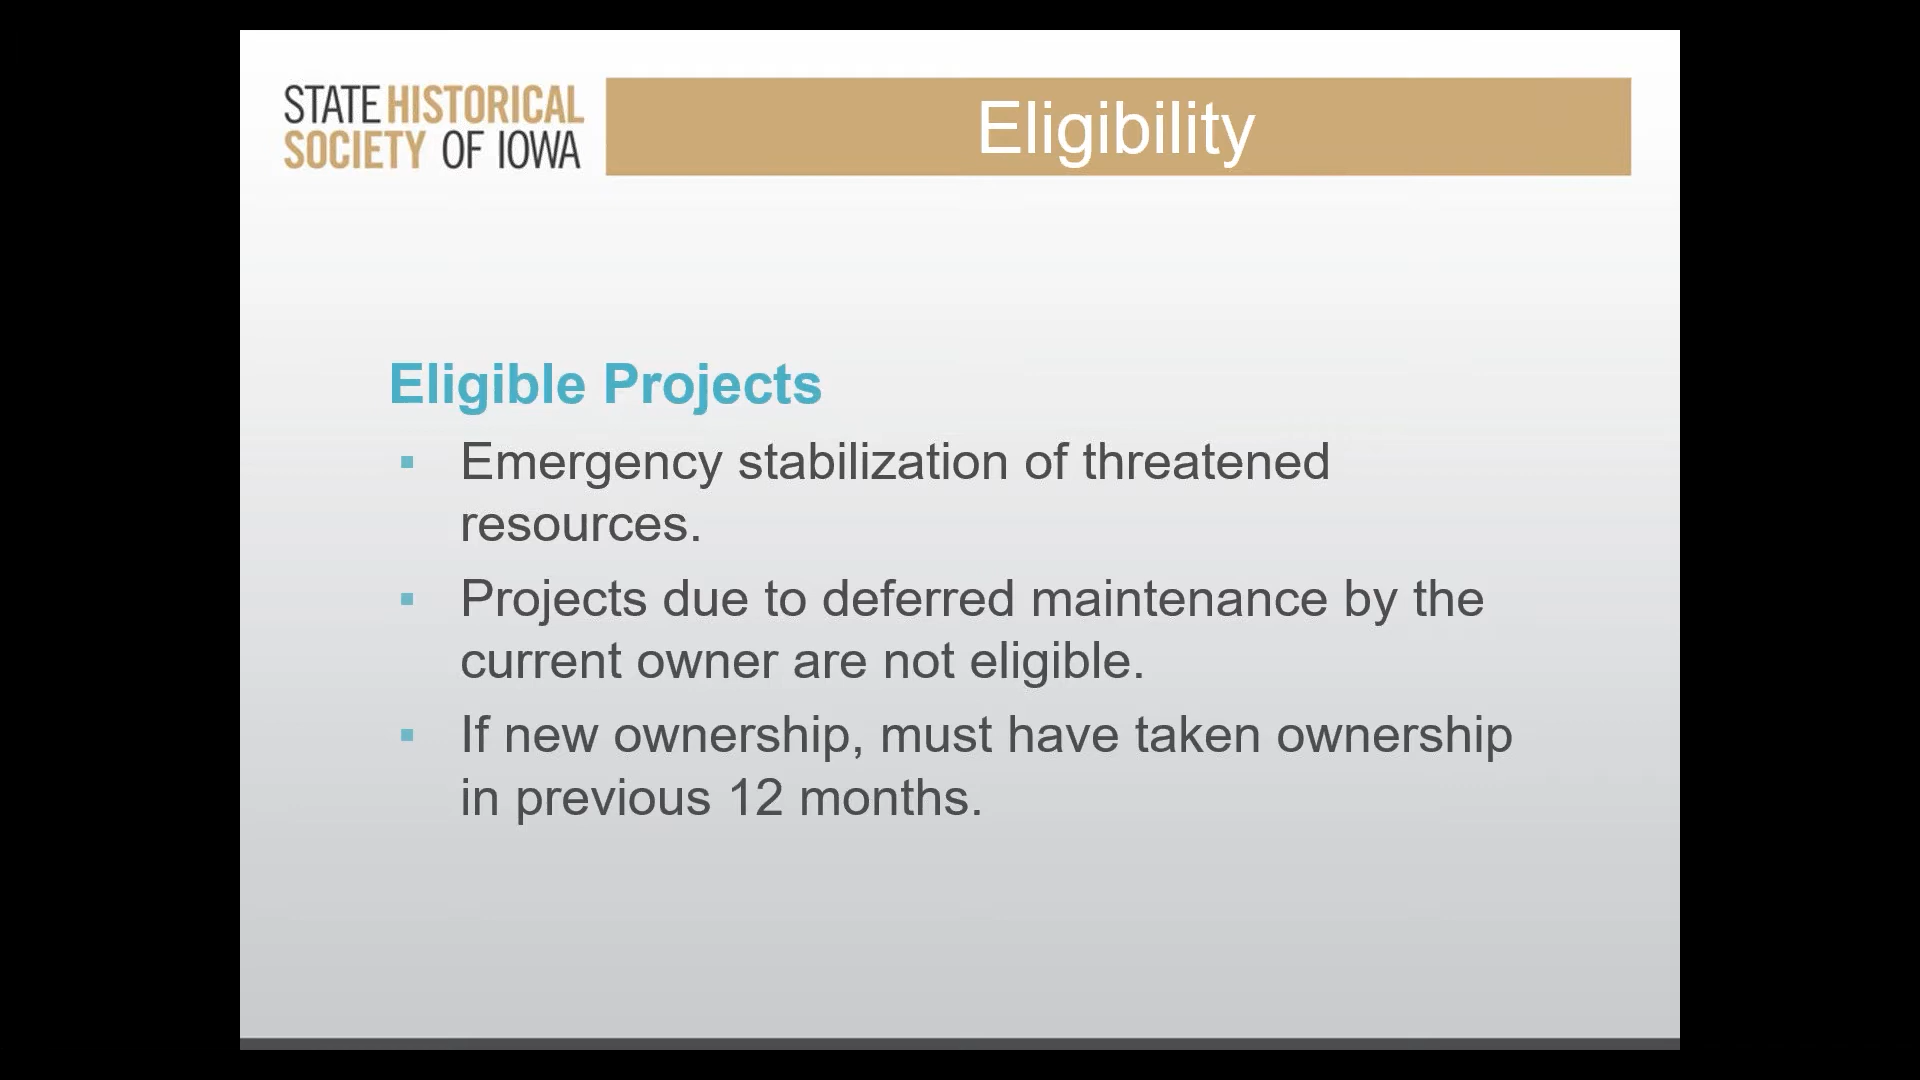 STATE HISTORICAL
SOCIETY OF IOWA
Eligibility
Eligible Projects
▪ Emergency stabilization of threatened
resources.
▪ Projects due to deferred maintenance by the
current owner are not eligible.
▪ If new ownership, must have taken ownership
in previous 12 months.